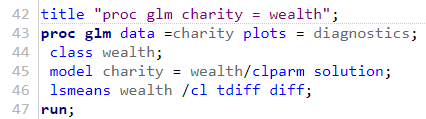 42 title "proc glm charity = wealth";
43 proc glm data =charity plots = diagnostics;
44 class wealth;
45 model charity = wealth/clparm solution;
46 lsmeans wealth /cl tdiff diff;
47 run;